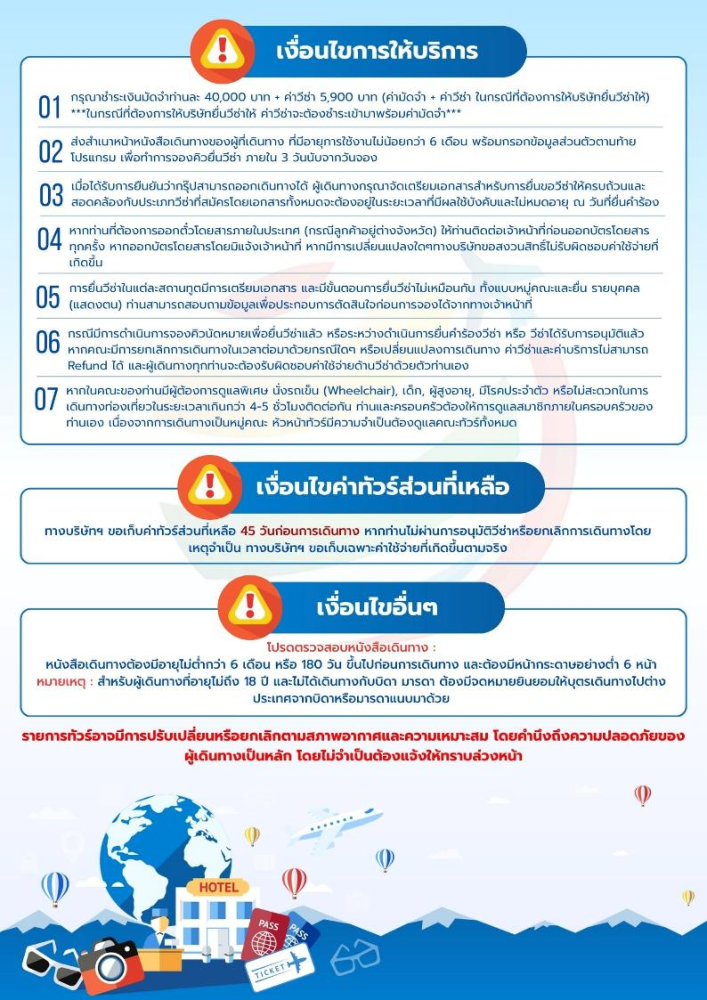 เงื่อนไขการให้บริการ
01 กรุณาชำระเงินมัดจำท่านละ 40,000 บาท + ค่าวีซ่า 5,900 บาท (ค่ามัดจำ + ค่าวีซ่า ในกรณีที่ต้องการให้บริษัทยื่นวีซ่าให้)
***ในกรณีที่ต้องการให้บริษัทยื่นวีซ่าให้ ค่าวีซ่าจะต้องชำระเข้ามาพร้อมค่ามัดจำ***
02 ส่งสำเนาหน้าหนังสือเดินทางของผู้ที่เดินทาง ที่มีอายุการใช้งานไม่น้อยกว่า 6 เดือน พร้อมกรอกข้อมูลส่วนตัวตามท้าย
โปรแกรม เพื่อทำการจองคิวยื่นวีซ่า ภายใน 3 วันนับจากวันจอง
03 เมื่อได้รับการยืนยันว่ากรุ๊ปสามารถออกเดินทางได้ ผู้เดินทางกรุณาจัดเตรียมเอกสารสำหรับการยื่นขอวีซ่าให้ครบถ้วนและ
สอดคล้องกับประเภทวีซ่าที่สมัครโดยเอกสารทั้งหมดจะต้องอยู่ในระยะเวลาที่มีผลใช้บังคับและไม่หมดอายุ ณ วันที่ยื่นคำร้อง
04 หากท่านที่ต้องการออกตั๋วโดยสารภายในประเทศ (กรณีลูกค้าอยู่ต่างจังหวัด) ให้ท่านติดต่อเจ้าหน้าที่ก่อนออกบัตรโดยสาร
ทุกครั้ง หากออกบัตรโดยสารโดยมิแจ้งเจ้าหน้าที่ หากมีการเปลี่ยนแปลงใดๆทางบริษัทขอสงวนสิทธิ์ไม่รับผิดชอบค่าใช้จ่ายที่
เกิดขึ้น
05 การยื่นวีซ่าในแต่ละสถานทูตมีการเตรียมเอกสาร และมีขั้นตอนการยื่นวีซ่าไม่เหมือนกัน ทั้งแบบหมู่คณะและยื่น รายบุคคล
(แสดงตน) ท่านสามารถสอบถามข้อมูลเพื่อประกอบการตัดสินใจก่อนการจองได้จากทางเจ้าหน้าที่
06 กรณีมีการดำเนินการจองคิวนัดหมายเพื่อยื่นวีซ่าแล้ว หรือระหว่างดำเนินการยื่นคำร้องวีซ่า หรือ วีซ่าได้รับการอนุมัติแล้ว
หากคณะมีการยกเลิกการเดินทางในเวลาต่อมาด้วยกรณีใดๆ หรือเปลี่ยนแปลงการเดินทาง ค่าวีซ่าและค่าบริการไม่สามารถ
Refund ได้ และผู้เดินทางทุกท่านจะต้องรับผิดชอบค่าใช้จ่ายด้านวีซ่าด้วยตัวท่านเอง
07 หากในคณะของท่านมีผู้ต้องการดูแลพิเศษ นั่งรถเข็น (Wheelchair), เด็ก, ผู้สูงอายุ, มีโรคประจำตัว หรือไม่สะดวกในการ
เดินทางท่องเที่ยวในระยะเวลาเกินกว่า 4-5 ชั่วโมงติดต่อกัน ท่านและครอบครัวต้องให้การดูแลสมาชิกภายในครอบครัวของ
ท่านเอง เนื่องจากการเดินทางเป็นหมู่คณะ หัวหน้าทัวร์มีความจำเป็นต้องดูแลคณะทัวร์ทั้งหมด
เงื่อนไขค่าทัวร์ส่วนที่เหลือ
ทางบริษัทฯ ขอเก็บค่าทัวร์ส่วนที่เหลือ 45 วันก่อนการเดินทาง หากท่านไม่ผ่านการอนุมัติวีซ่าหรือยกเลิกการเดินทางโดย
เหตุจำเป็น ทางบริษัทฯ ขอเก็บเฉพาะค่าใช้จ่ายที่เกิดขึ้นตามจริง
เงื่อนไขอื่นๆ
โปรดตรวจสอบหนังสือเดินทาง :
หนังสือเดินทางต้องมีอายุไม่ต่ำกว่า 6 เดือน หรือ 180 วัน ขึ้นไปก่อนการเดินทาง และต้องมีหน้ากระดาษอย่างต่ำ 6 หน้า
หมายเหตุ : สำหรับผู้เดินทางที่อายุไม่ถึง 18 ปี และไม่ได้เดินทางกับบิดา มารดา ต้องมีจดหมายยินยอมให้บุตรเดินทางไปต่าง
ประเทศจากบิดาหรือมารดาแนบมาด้วย
รายการทัวร์อาจมีการปรับเปลี่ยนหรือยกเลิกตามสภาพอากาศและความเหมาะสม โดยคำนึงถึงความปลอดภัยของ
ผู้เดินทางเป็นหลัก โดยไม่จำเป็นต้องแจ้งให้ทราบล่วงหน้า
HOTEL
PASS
PASS
TICKET